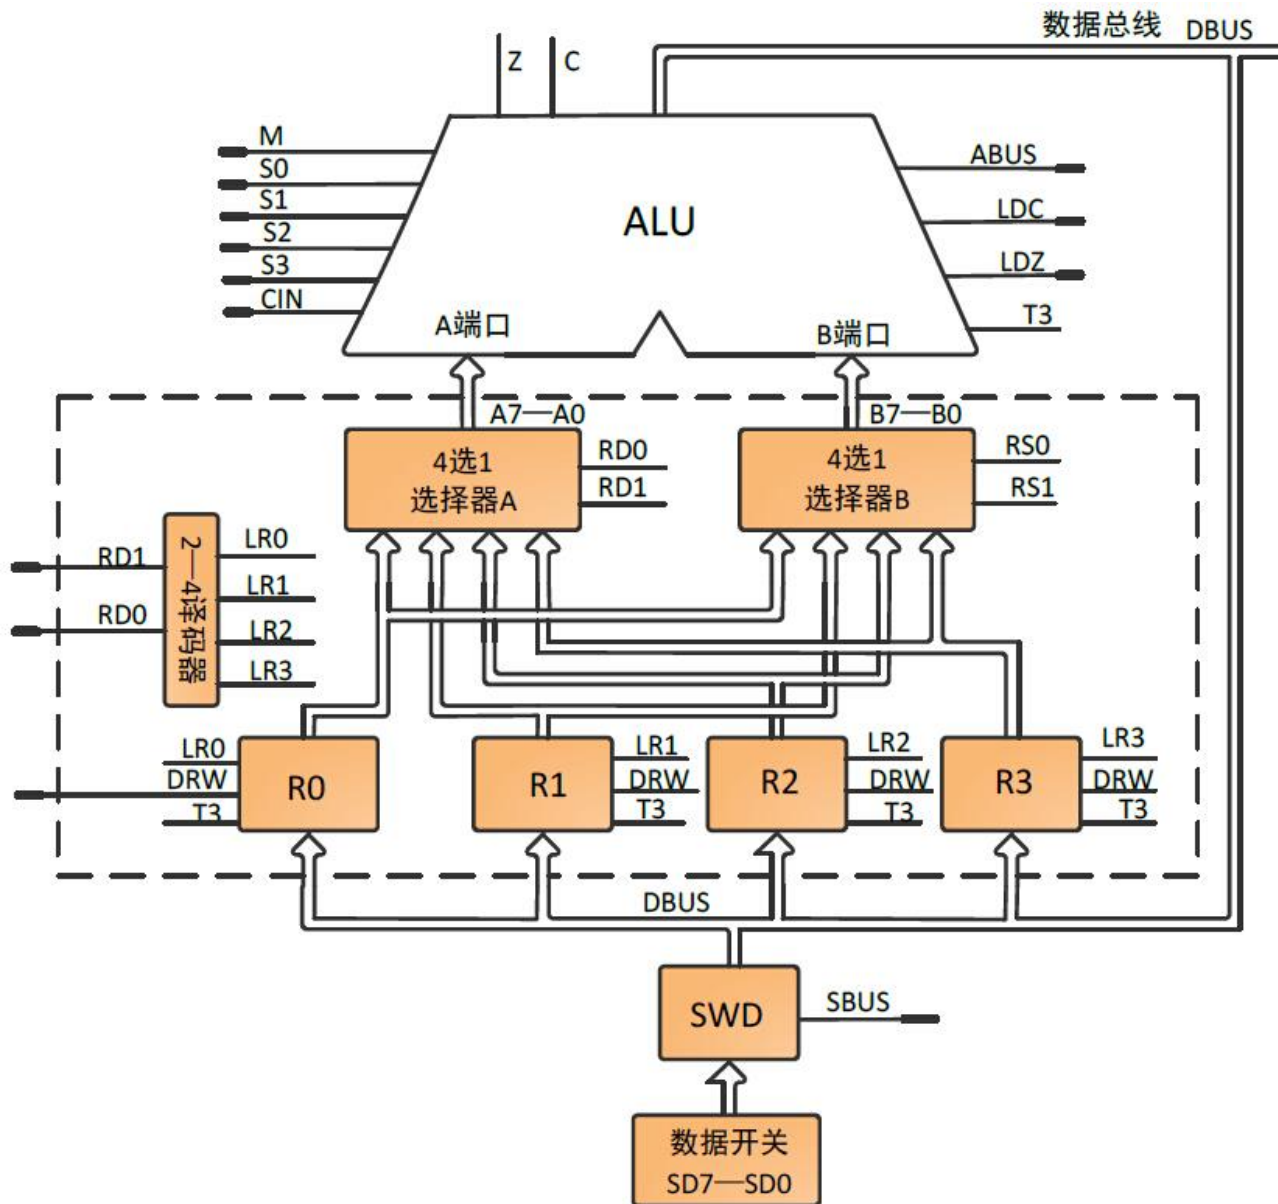 数据总线 DBUS
Z
C
M
S0
S1
S2
S3
CIN
ALU
ABUS
LDC
LDZ
T3
A端口
B端口
A7—A0
B7—B0
4选1
选择器A
RD0
RD1
4选1
选择器B
RS0
RS1
RD1
RD0
2—4译码器
LR0
LR1
LR2
LR3
LR0
DRW
T3
R0
R1
LR1
DRW
T3
R2
LR2
DRW
T3
R3
LR3
DRW
T3
DBUS
SWD
SBUS
数据开关
SD7—SD0